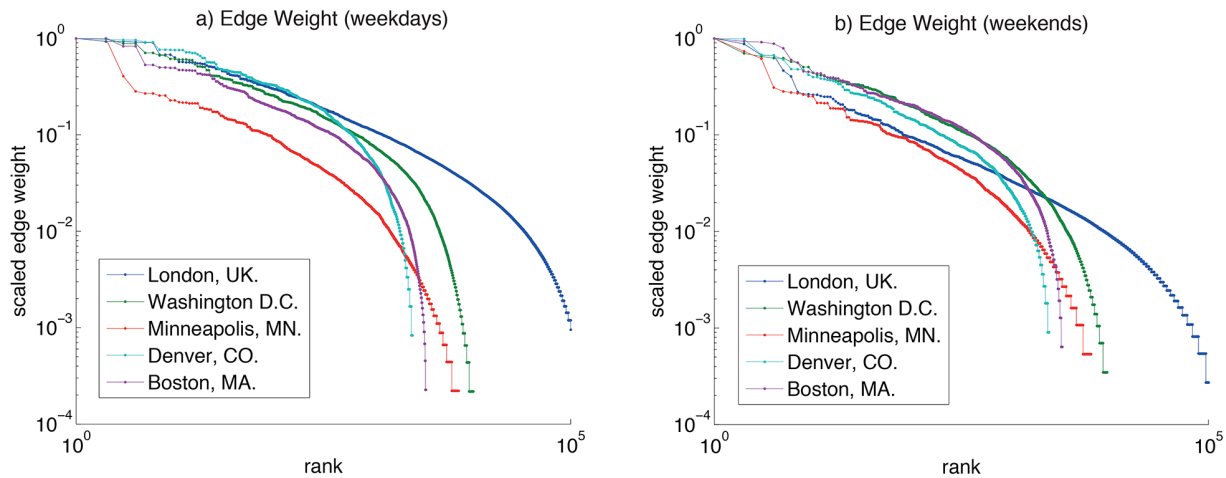 a) Edge Weight (weekdays)
scaled edge weight
10^0
10^-1
10^-2
10^-3
10^-4
London, UK.
Washington D.C.
Minneapolis, MN.
Denver, CO.
Boston, MA.
10^0
10^5
rank
b) Edge Weight (weekends)
scaled edge weight
10^0
10^-1
10^-2
10^-3
10^-4
London, UK.
Washington D.C.
Minneapolis, MN.
Denver, CO.
Boston, MA.
10^0
10^5
rank